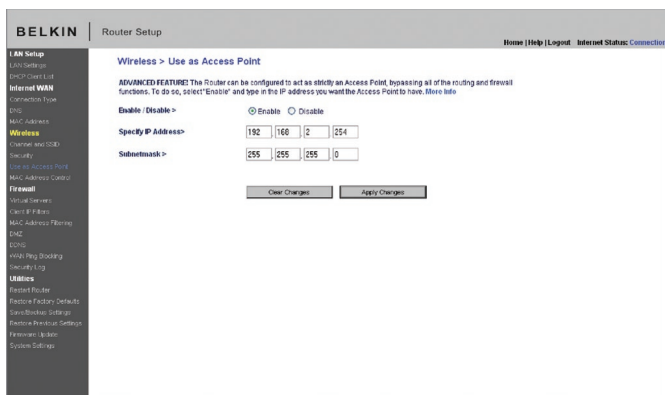 BELKIN
Router Setup
Home | Help | Logout Internet Status: Connection
LAN Setup
LAN Settings
DHCP Client List
Internet WAN
Connection Type
DNS
MAC Address
Wireless
Channel and SSID
Security
Use as Access Point
MAC Address Control
Firewall
Virtual Servers
Client IP Filters
MAC Address Filtering
DMZ
DDNS
WAN Ping Blocking
Security Log
Utilities
Restart Router
Restore Factory Defaults
Save/Backup Settings
Restore Previous Settings
Firmware Update
System Settings
Wireless > Use as Access Point
ADVANCED FEATURE! The Router can be configured to act as strictly an Access Point, bypassing all of the routing and firewall
functions. To do so, select "Enable" and type in the IP address you want the Access Point to have. More Info
Enable / Disable > Enable Disable
Specify IP Address> 192 .168 .2 .254
Subnetmask > 255 .255 .255 .0
Clear Changes Apply Changes